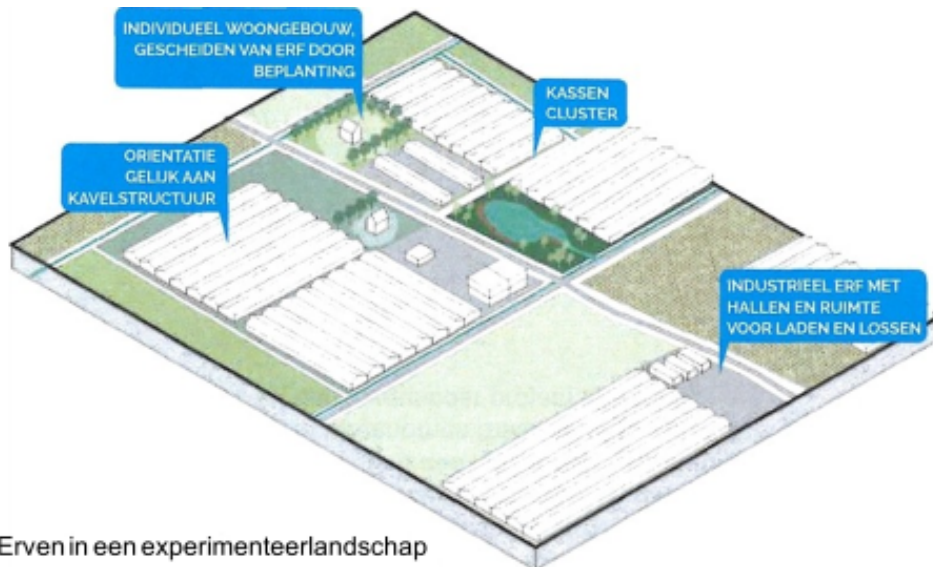 INDIVIDUEEL WOONGEBOUW,
GESCHEIDEN VAN ERF DOOR
BEPLANTING
KASSEN
CLUSTER
ORIENTATIE
GELIJK AAN
KAVELSTRUCTUUR
INDUSTRIEEL ERF MET
HALLEN EN RUIMTE
VOOR LADEN EN LOSSEN
Erven in een experimenteerlandschap